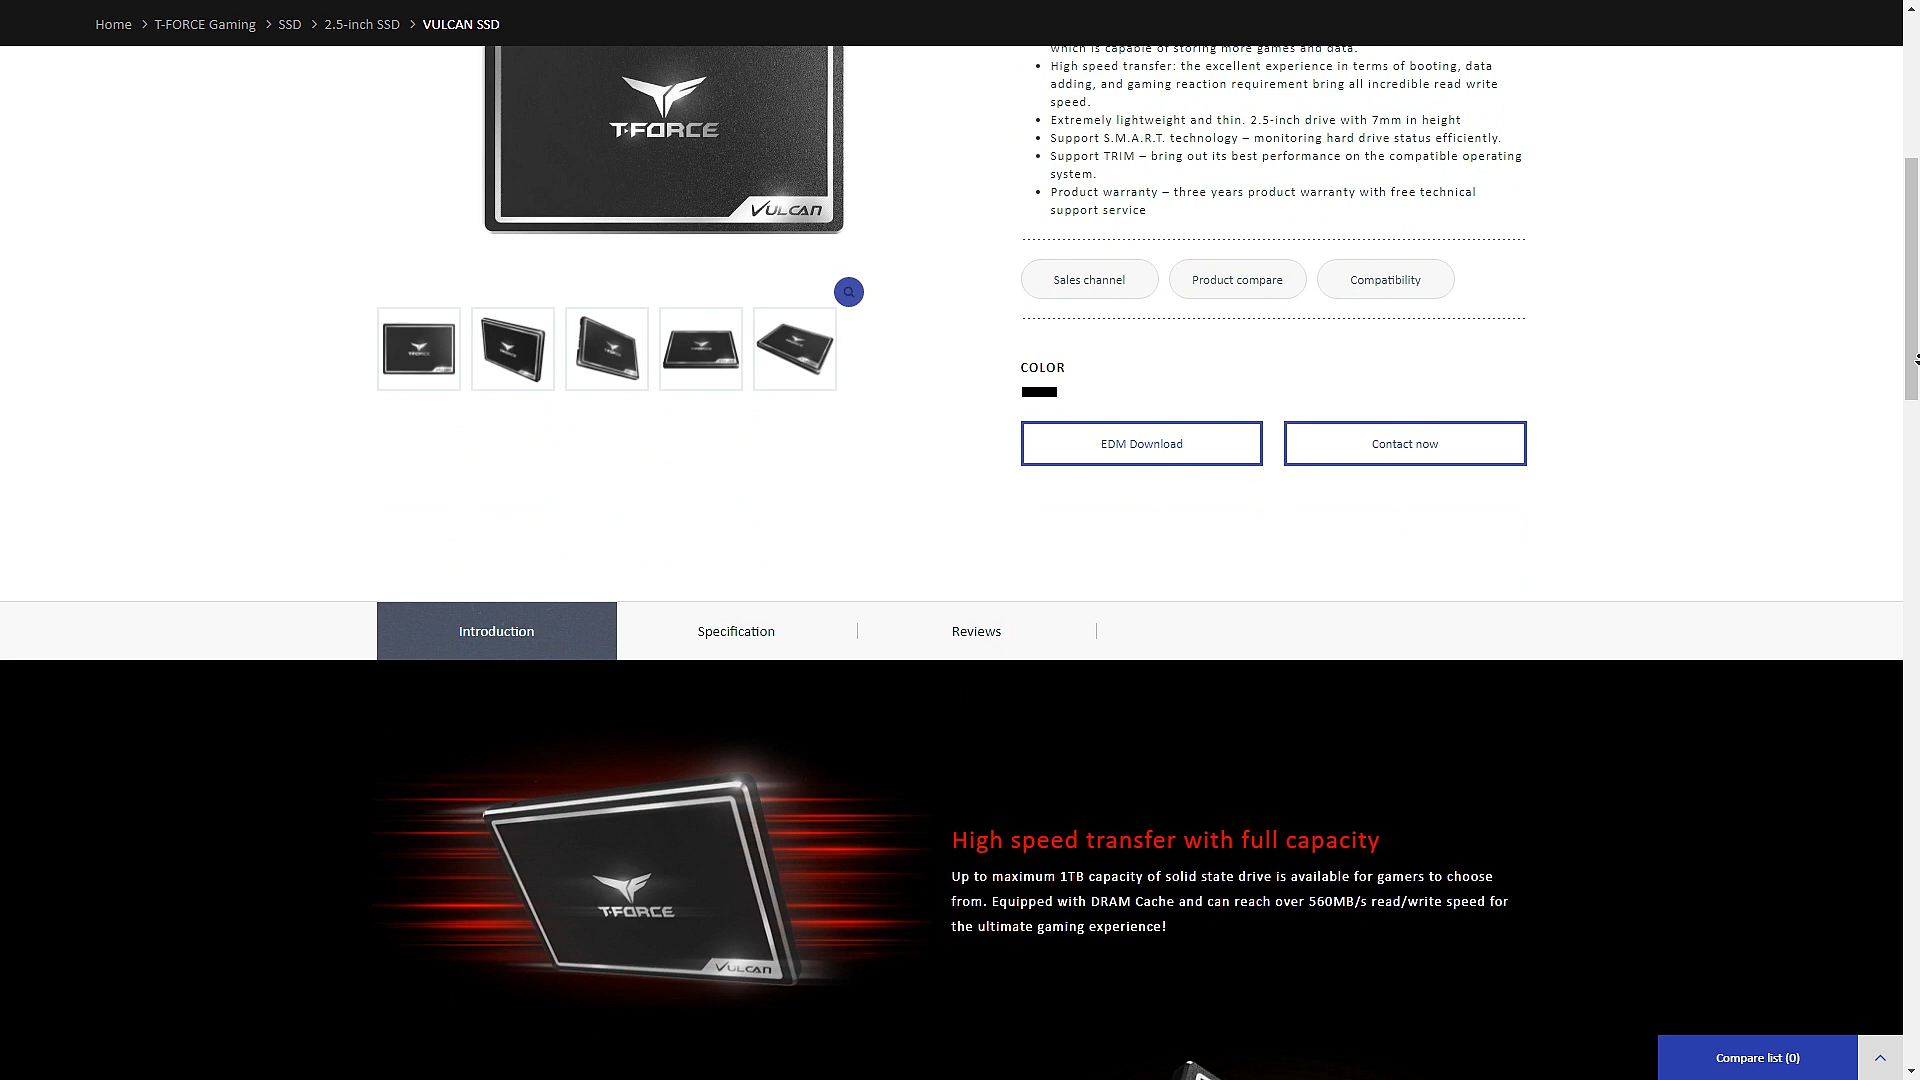 Home > T-FORCE Gaming > SSD > 2.5-inch SSD > VULCAN SSD
which is capable of storing more games and data.
• High speed transfer: the excellent experience in terms of booting, data
adding, and gaming reaction requirement bring all incredible read write
speed.
• Extremely lightweight and thin. 2.5-inch drive with 7mm in height
• Support S.M.A.R.T. technology – monitoring hard drive status efficiently.
• Support TRIM – bring out its best performance on the compatible operating
system.
• Product warranty – three years product warranty with free technical
support service
T-FORCE
VULCAN
Sales channel
Product compare
Compatibility
COLOR
EDM Download
Contact now
Introduction
Specification
Reviews
T-FORCE
VULCAN
High speed transfer with full capacity
Up to maximum 1TB capacity of solid state drive is available for gamers to choose
from. Equipped with DRAM Cache and can reach over 560MB/s read/write speed for
the ultimate gaming experience!
Compare list (0)